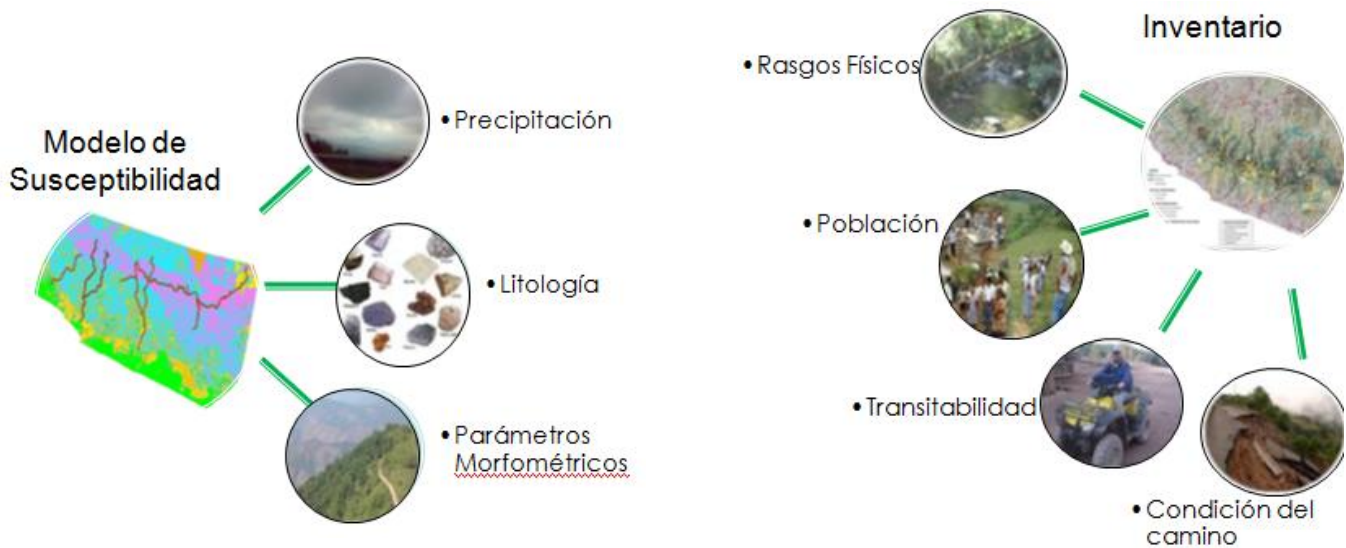 Modelo de
Susceptibilidad
•Precipitación
•Litología
•Parámetros
Morfométricos
Inventario
•Rasgos Físicos
•Población
•Transitabilidad
•Condición del
camino